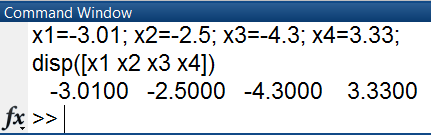 Command Window
x1=-3.01; x2=-2.5; x3=-4.3; x4=3.33;
disp([x1 x2 x3 x4])
-3.0100 -2.5000 -4.3000 3.3300
fx >>